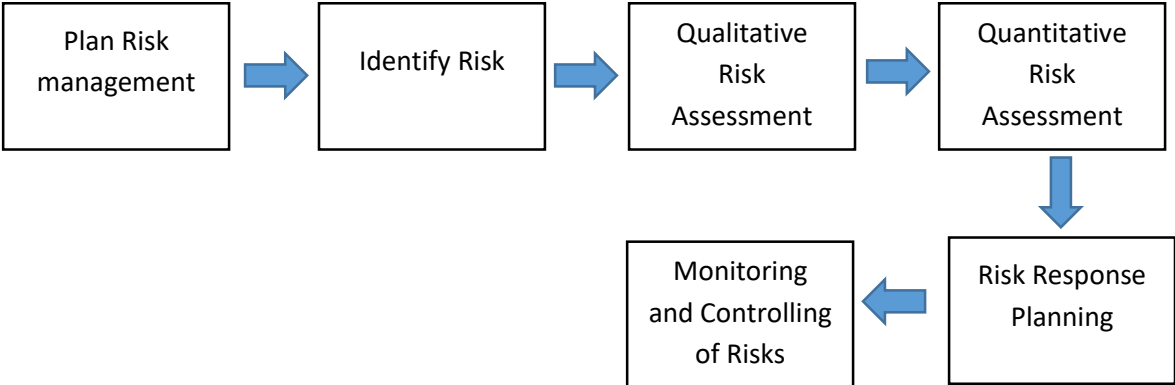 Plan Risk
management
Identify Risk
Qualitative
Risk
Assessment
Quantitative
Risk
Assessment
Risk Response
Planning
Monitoring
and Controlling
of Risks